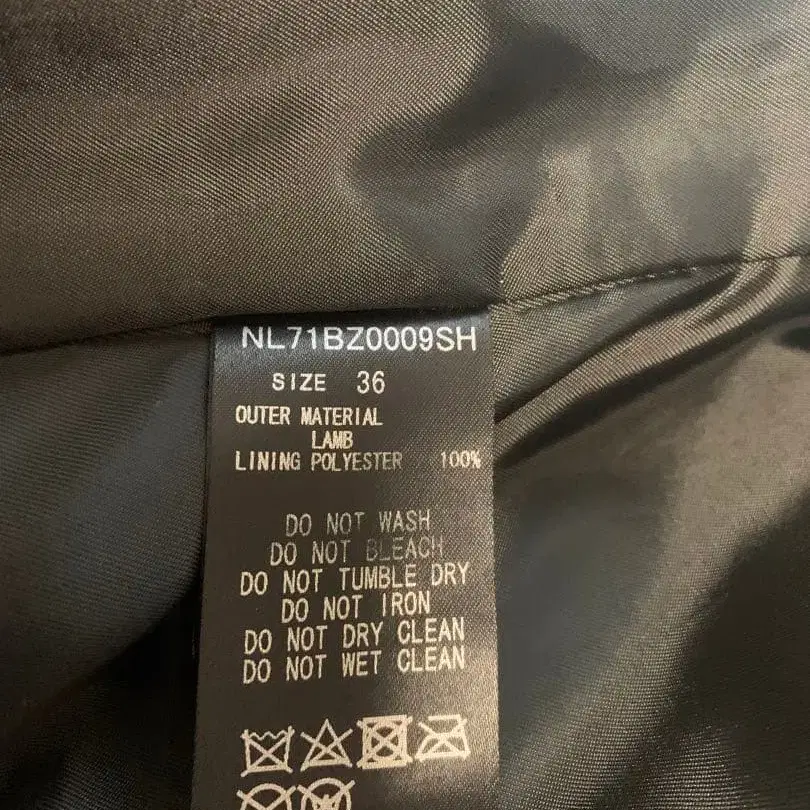 NL71BZ0009SH
SIZE 36
OUTER MATERIAL
LAMB
LINING POLYESTER 100%
DO NOT WASH
DO NOT BLEACH
DO NOT TUMBLE DRY
DO NOT IRON
DO NOT DRY CLEAN
DO NOT WET CLEAN